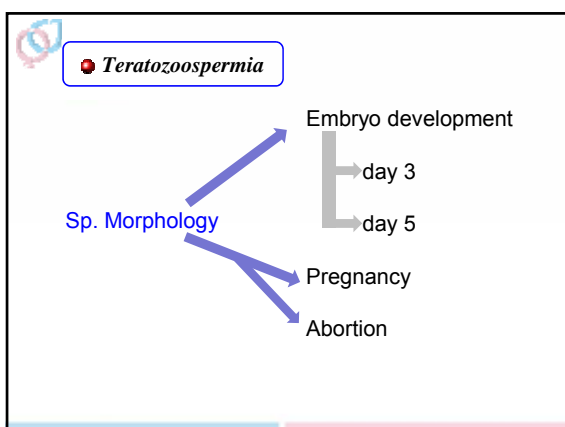 Teratozoospermia
Embryo development
day 3
Sp. Morphology
day 5
Pregnancy
Abortion